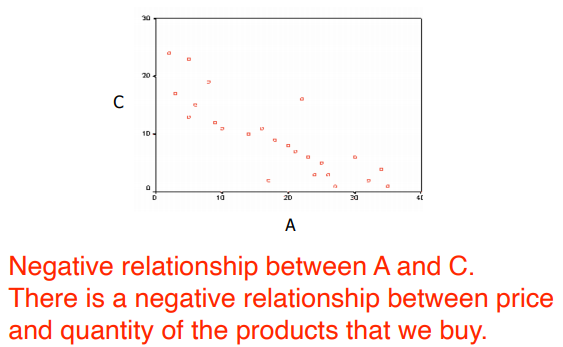 30
20
C
10
0
0 10 20 30 40
A
Negative relationship between A and C.
There is a negative relationship between price
and quantity of the products that we buy.